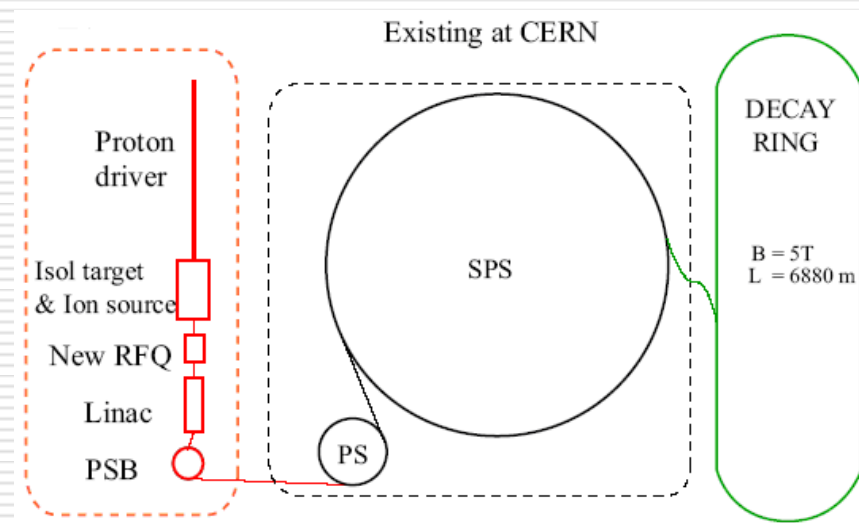 Existing at CERN
Proton
driver
Isol target
& Ion source
New RFQ
Linac
PSB
PS
SPS
DECAY
RING
B = 5T
L = 6880 m